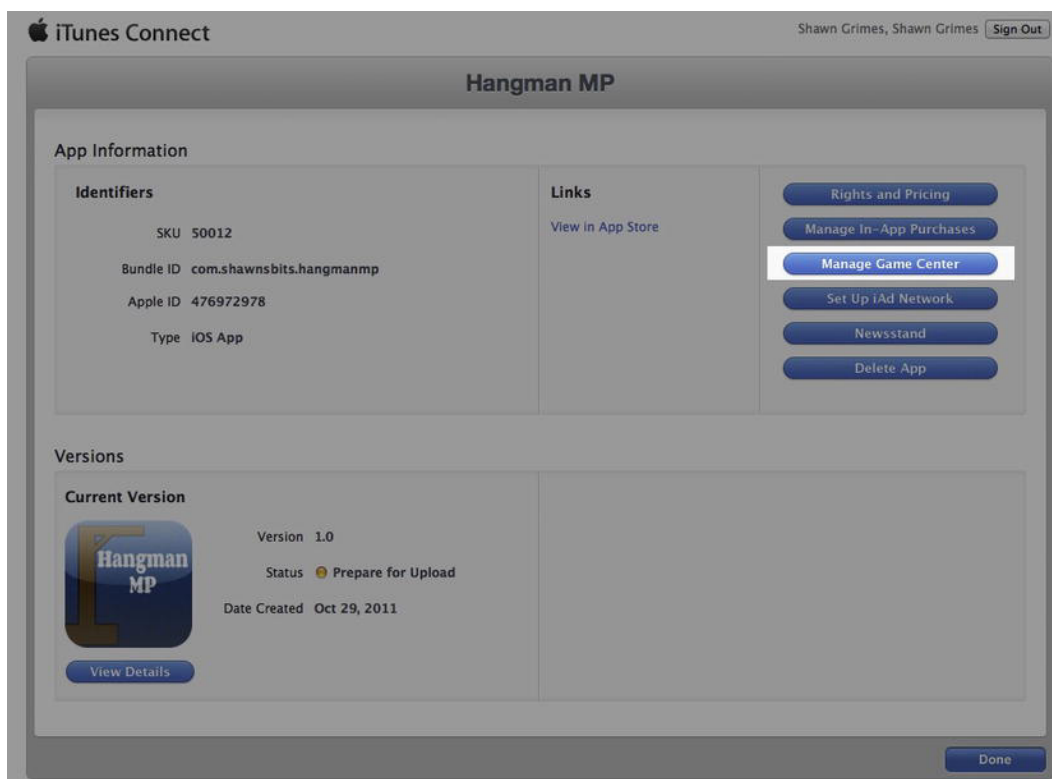 iTunes Connect
Shawn Grimes, Shawn Grimes Sign Out
Hangman MP
App Information
Identifiers
SKU 50012
Bundle ID com.shawnsbits.hangmanmp
Apple ID 476972978
Type iOS App
Links
View in App Store
Rights and Pricing
Manage In-App Purchases
Manage Game Center
Set Up iAd Network
Newsstand
Delete App
Versions
Current Version
Hangman
MP
Version 1.0
Status Prepare for Upload
Date Created Oct 29, 2011
View Details
Done